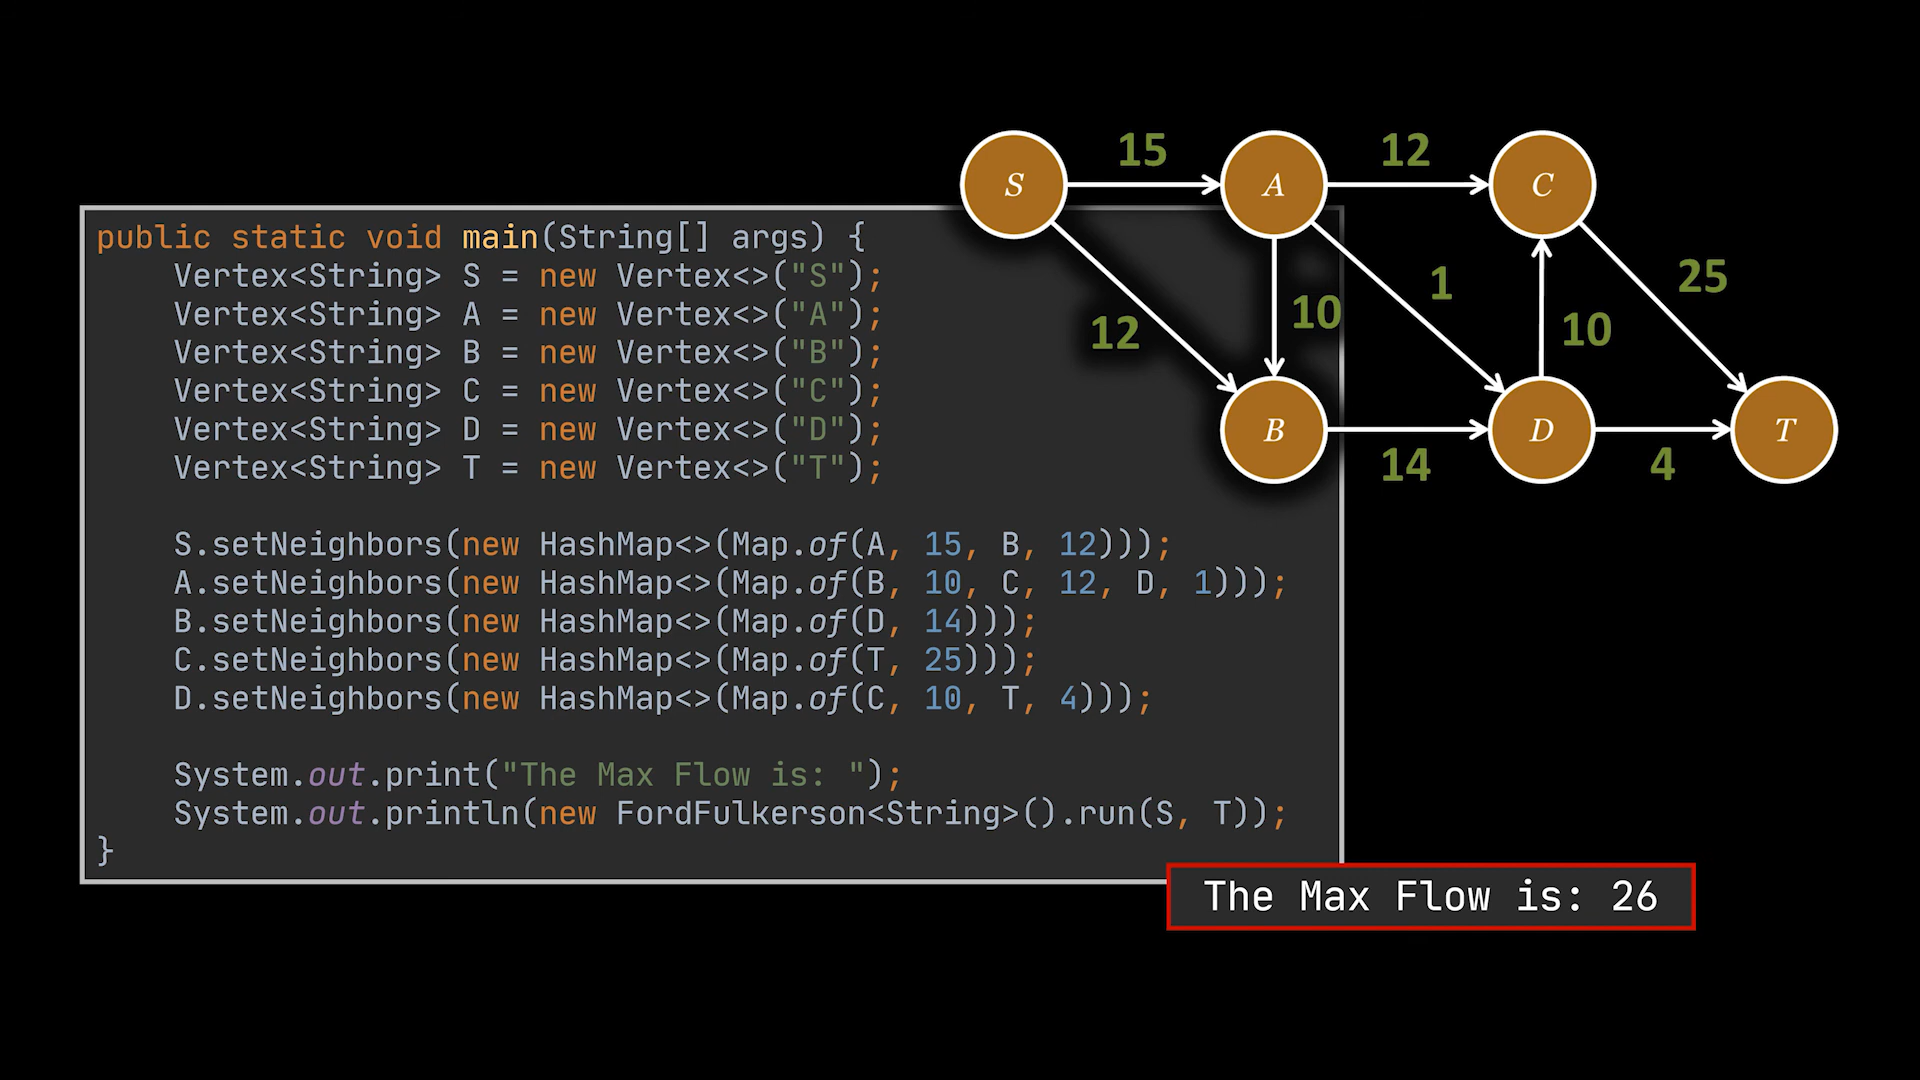 public static void main(String[] args) {
Vertex<String> S = new Vertex<>("S");
Vertex<String> A = new Vertex<>("A");
Vertex<String> B = new Vertex<>("B");
Vertex<String> C = new Vertex<>("C");
Vertex<String> D = new Vertex<>("D");
Vertex<String> T = new Vertex<>("T");
S.setNeighbors(new HashMap<>(Map.of(A, 15, B, 12)));
A.setNeighbors(new HashMap<>(Map.of(B, 10, C, 12, D, 1)));
B.setNeighbors(new HashMap<>(Map.of(D, 14)));
C.setNeighbors(new HashMap<>(Map.of(T, 25)));
D.setNeighbors(new HashMap<>(Map.of(C, 10, T, 4)));
System.out.print("The Max Flow is: ");
System.out.println(new FordFulkerson<String>().run(S, T));
}
15
12
S
A
C
12
10
1
10
25
B
D
T
14
4
The Max Flow is: 26